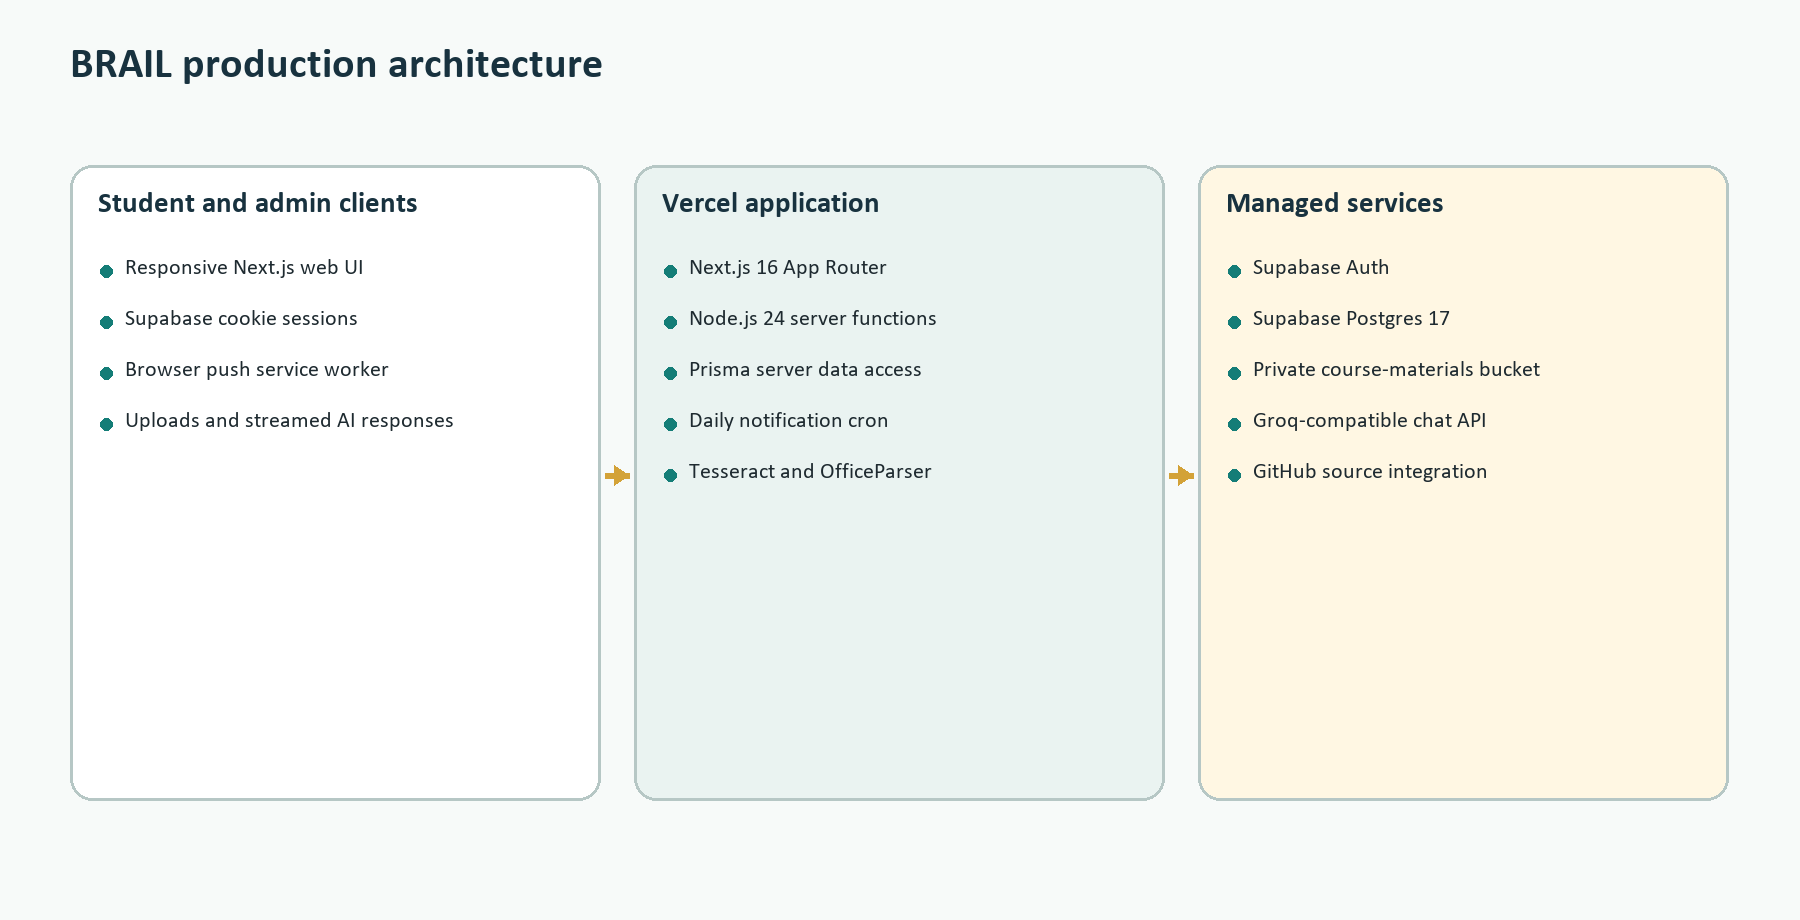 BRAIL production architecture
Student and admin clients
Responsive Next.js web UI
Supabase cookie sessions
Browser push service worker
Uploads and streamed AI responses
Vercel application
Next.js 16 App Router
Node.js 24 server functions
Prisma server data access
Daily notification cron
Tesseract and OfficeParser
Managed services
Supabase Auth
Supabase Postgres 17
Private course-materials bucket
Groq-compatible chat API
GitHub source integration